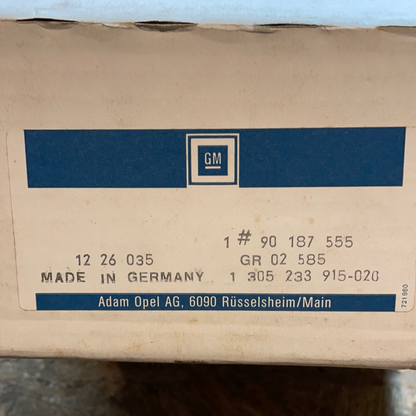 GM
1 # 90 187 555
12 26 035 GR 02 585
MADE IN GERMANY 1 305 233 915-020
Adam Opel AG, 6090 Rüsselsheim/Main
721980